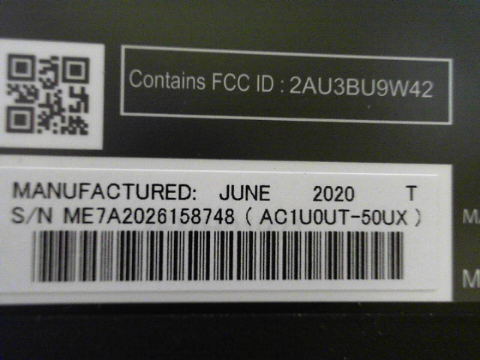 Contains FCC ID : 2AU3BU9W42
MANUFACTURED: JUNE 2020 T
S/N ME7A2026158748 ( AC1U0UT-50UX )